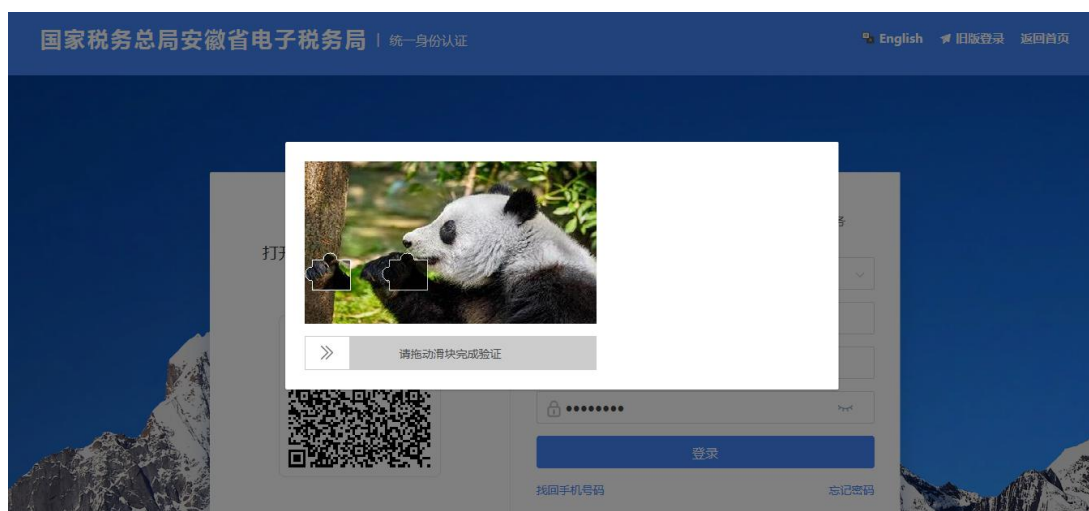 国家税务总局安徽省电子税务局 | 统一身份认证
English 旧版登录 返回首页
打开
务
请拖动滑块完成验证
登录
找回手机号码 忘记密码